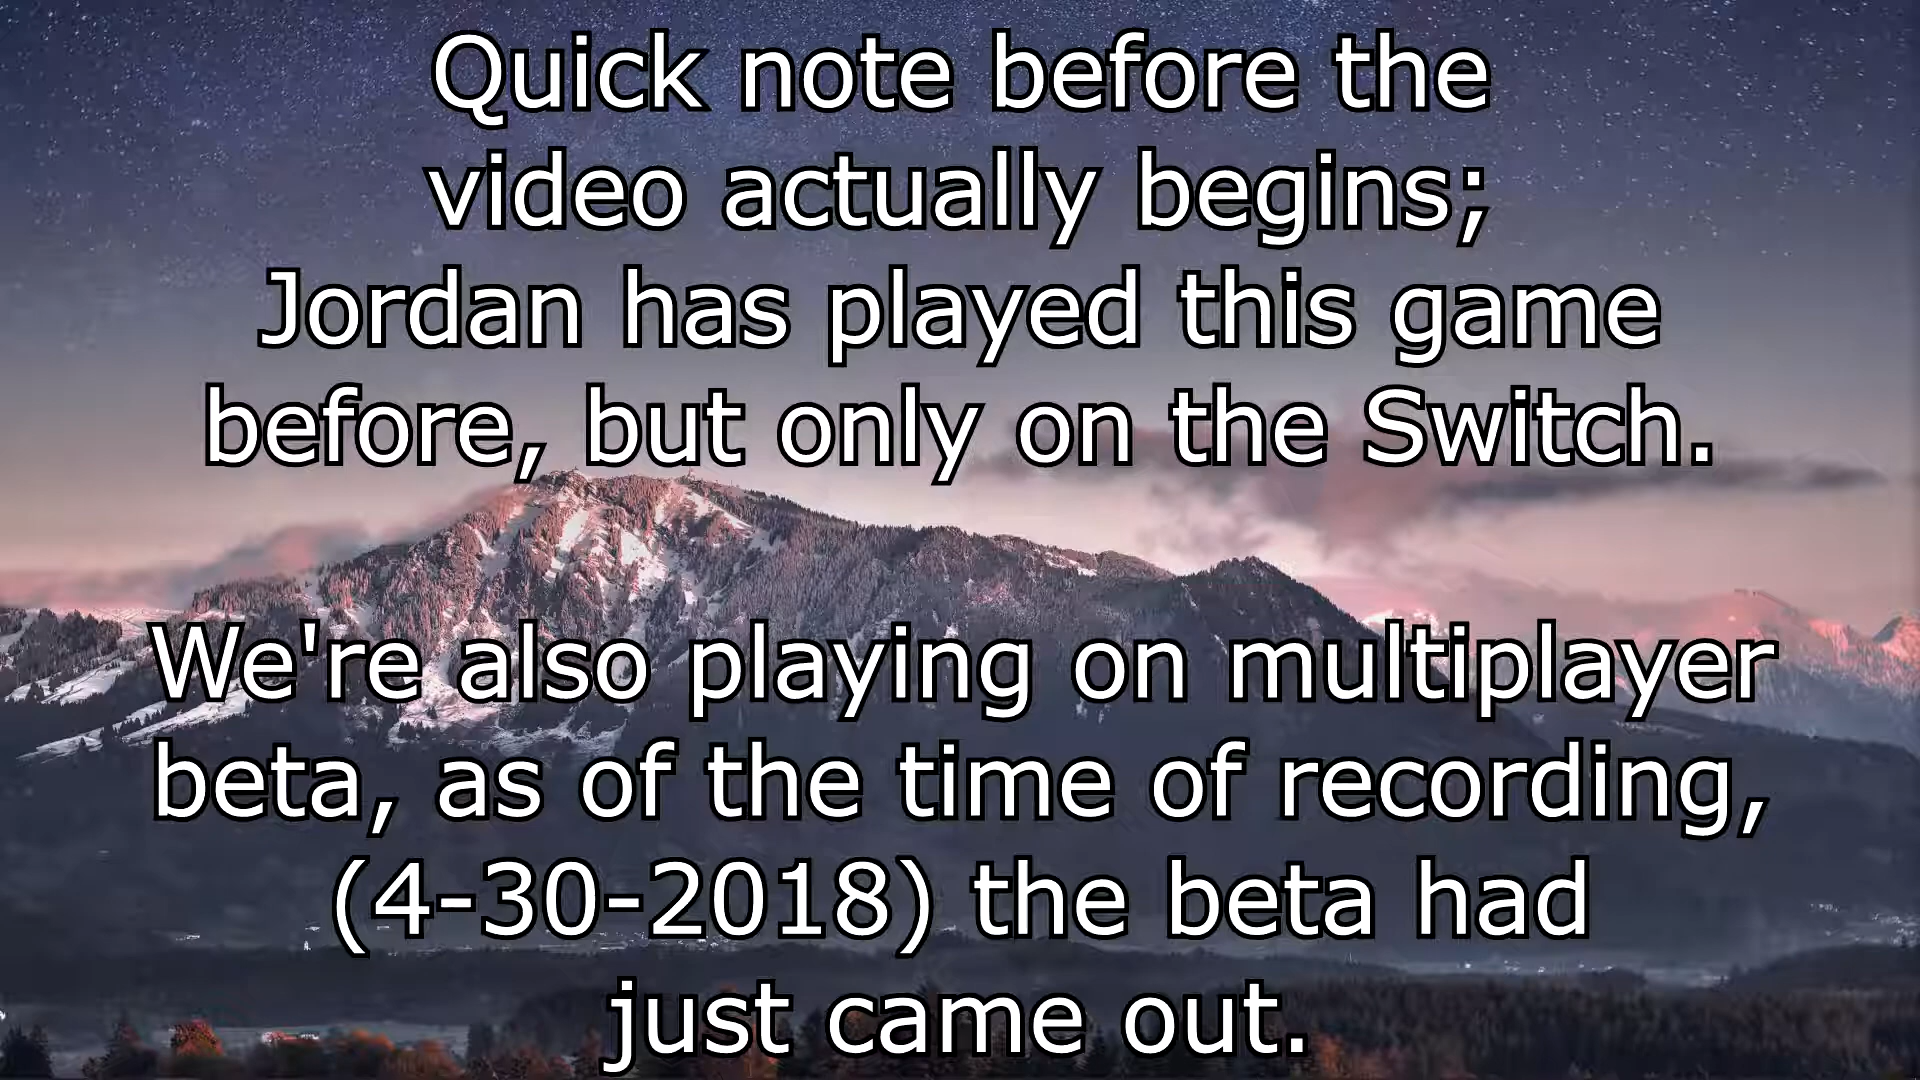 Quick note before the
video actually begins;
Jordan has played this game
before, but only on the Switch.
We're also playing on multiplayer
beta, as of the time of recording,
(4-30-2018) the beta had
just came out.